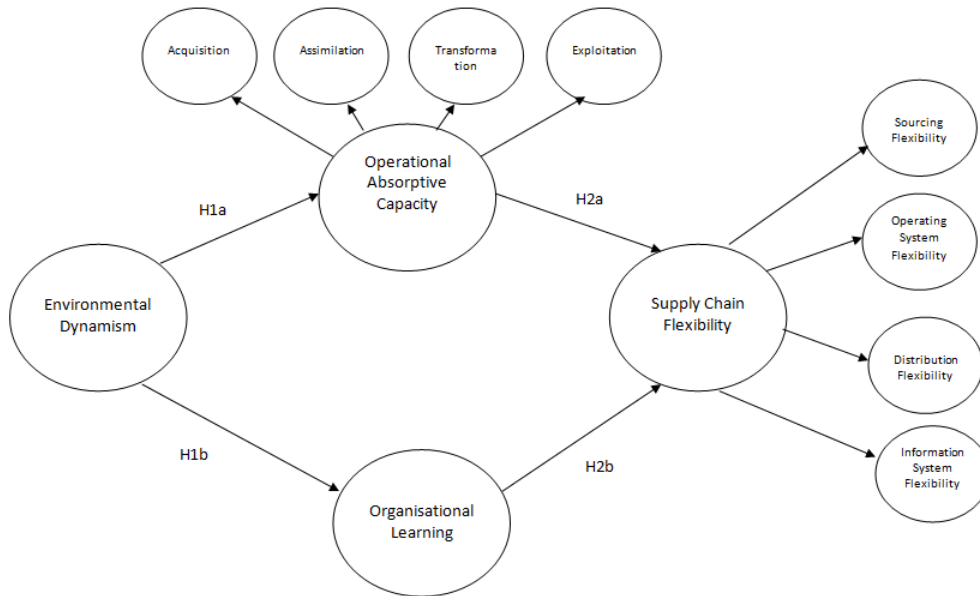 Acquisition
Assimilation
Transforma
tion
Exploitation
Sourcing
Flexibility
Operational
Absorptive
Capacity
H1a
H2a
Operating
System
Flexibility
Environmental
Dynamism
Supply Chain
Flexibility
Distribution
Flexibility
H1b
H2b
Information
System
Flexibility
Organisational
Learning